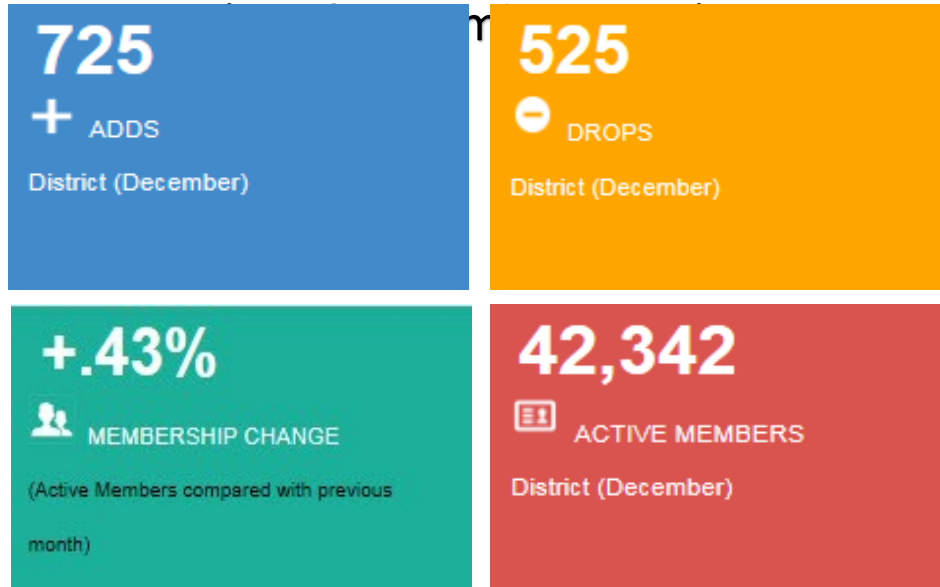 725
ADDS
District (December)
525
DROPS
District (December)
+.43%
MEMBERSHIP CHANGE
(Active Members compared with previous
month)
42,342
ACTIVE MEMBERS
District (December)